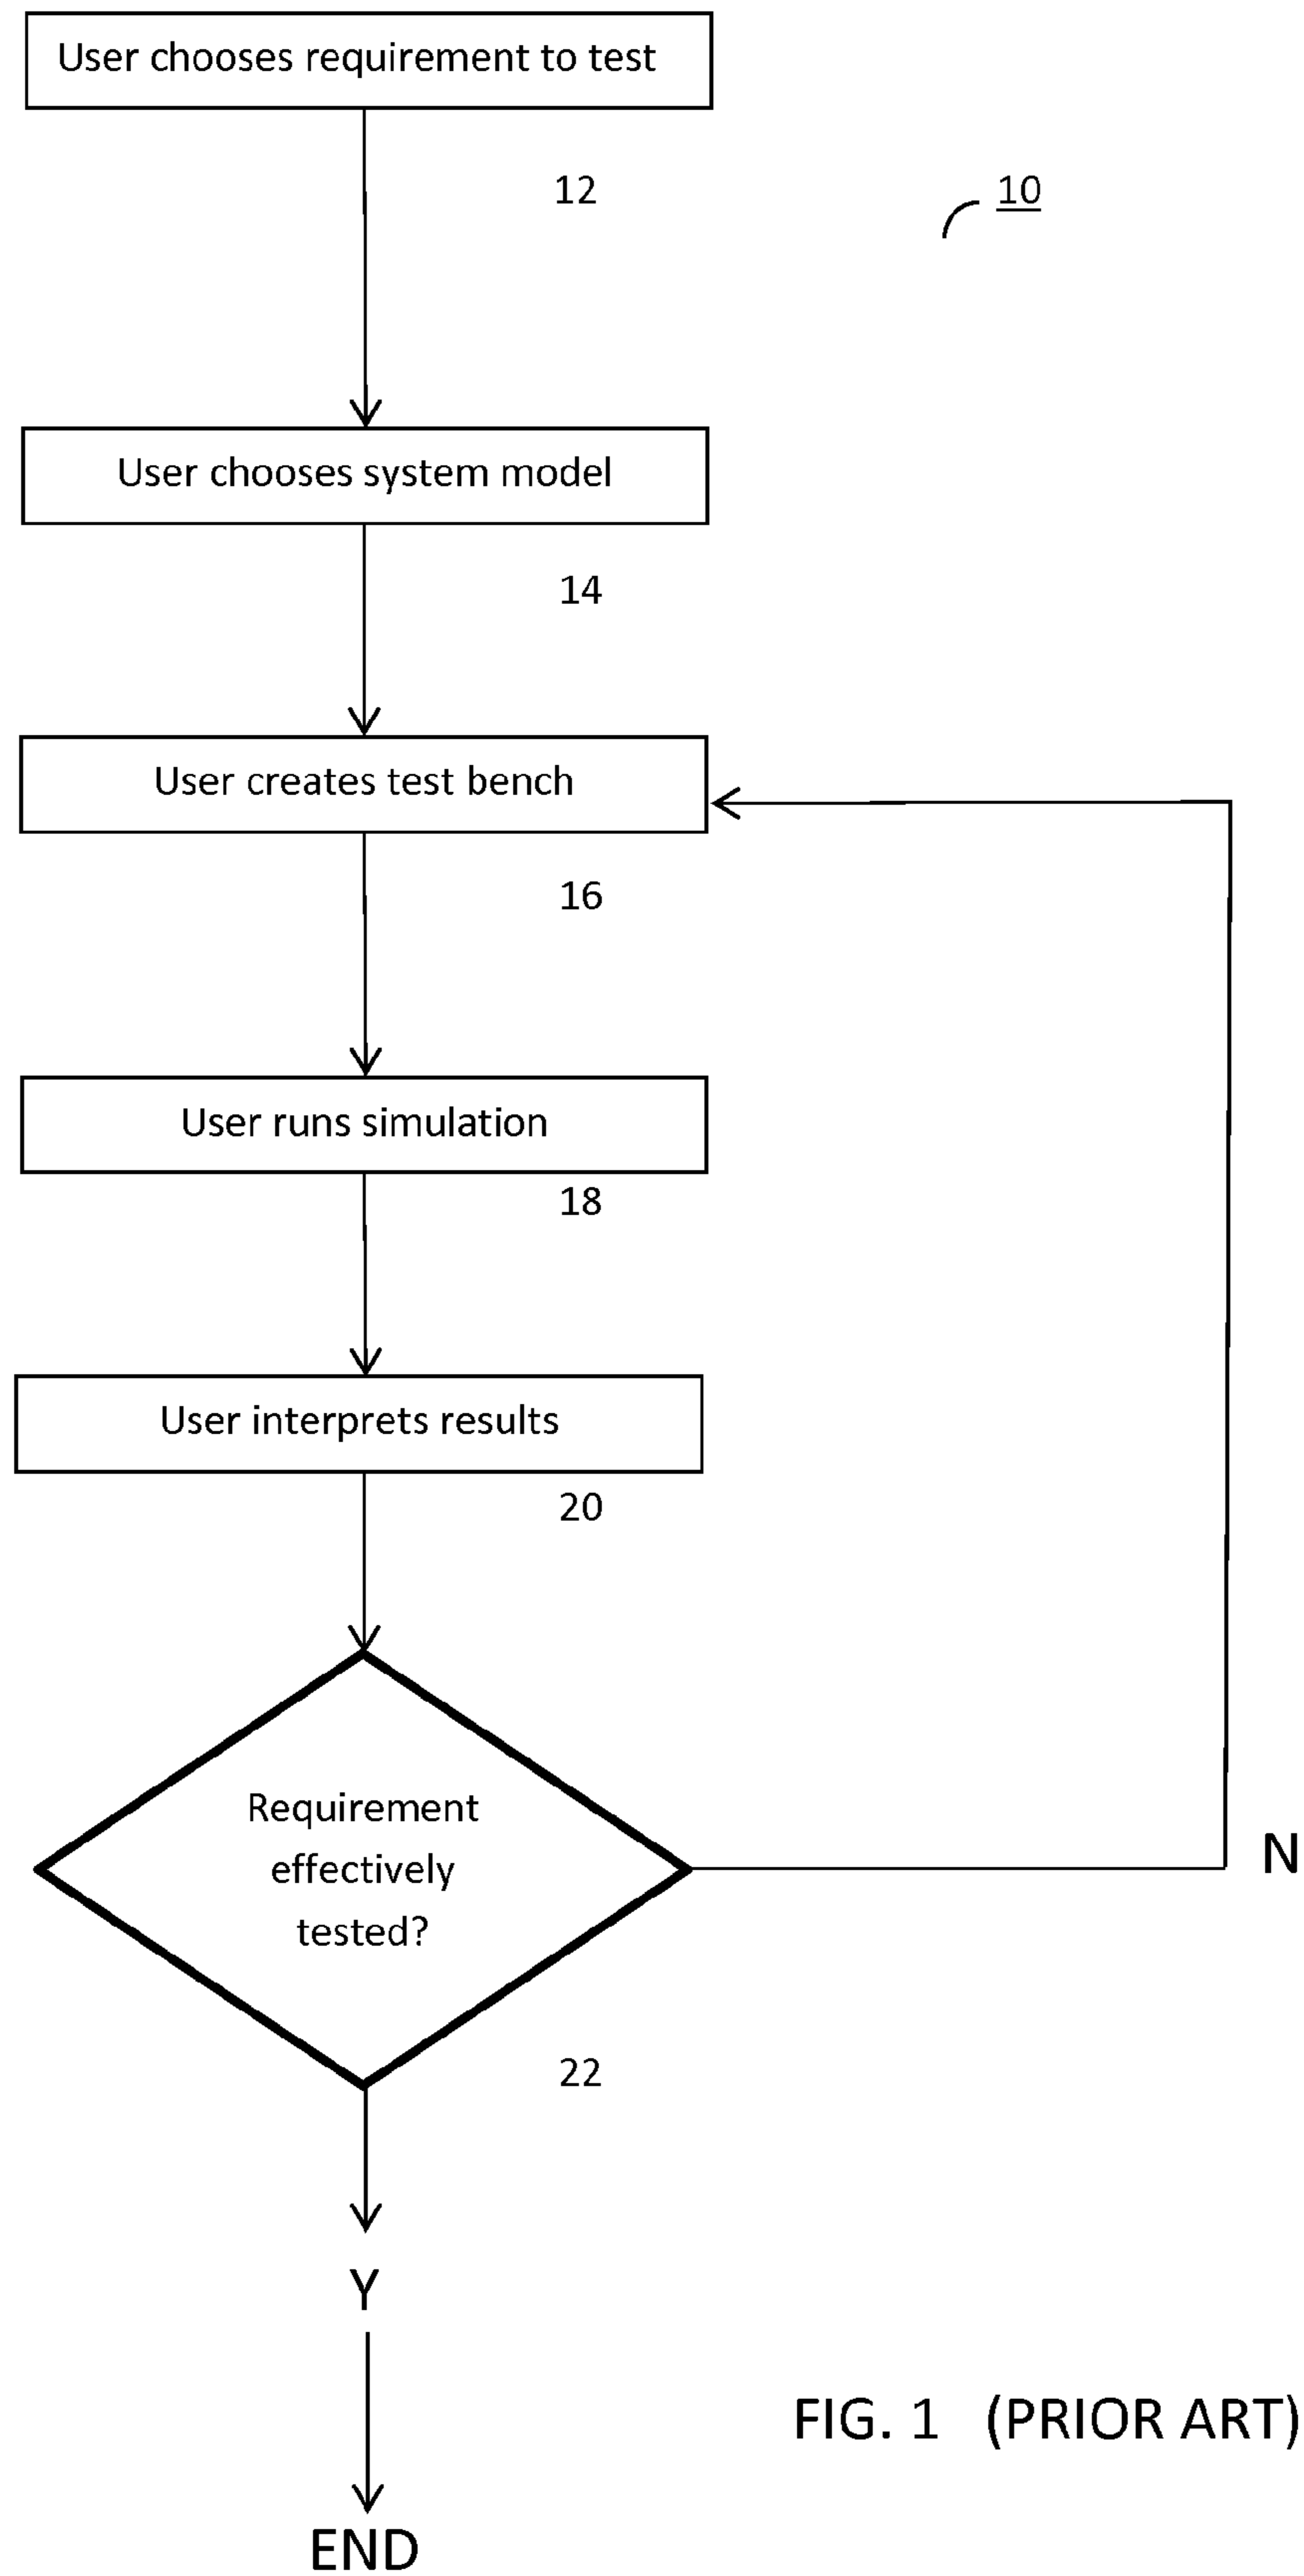 User chooses requirement to test
12
10
User chooses system model
14
User creates test bench
16
User runs simulation
18
User interprets results
20
Requirement
effectively
tested?
N
22
Y
FIG. 1 (PRIOR ART)
END